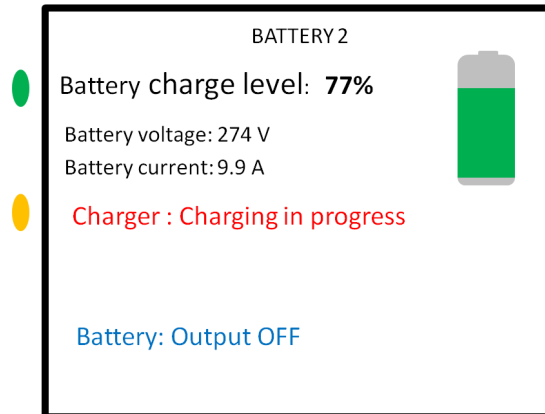 BATTERY 2
Battery charge level: 77%
Battery voltage: 274 V
Battery current: 9.9 A
Charger : Charging in progress
Battery: Output OFF